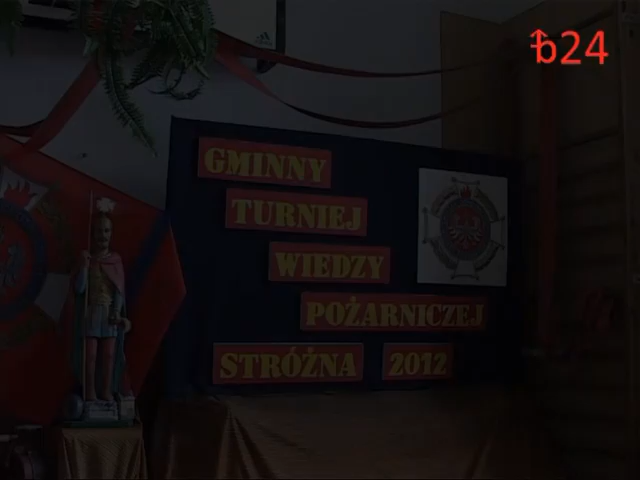 b24
GMINNY
TURNIEJ
WIEDZY
POŻARNICZEJ
STRÓŻNA 2012